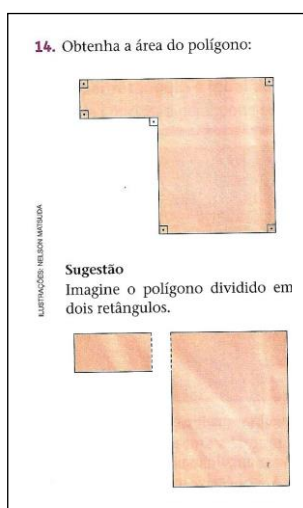 14. Obtenha a área do polígono:
ILUSTRAÇÕES: NELSON MATSUDA
Sugestão
Imagine o polígono dividido em
dois retângulos.